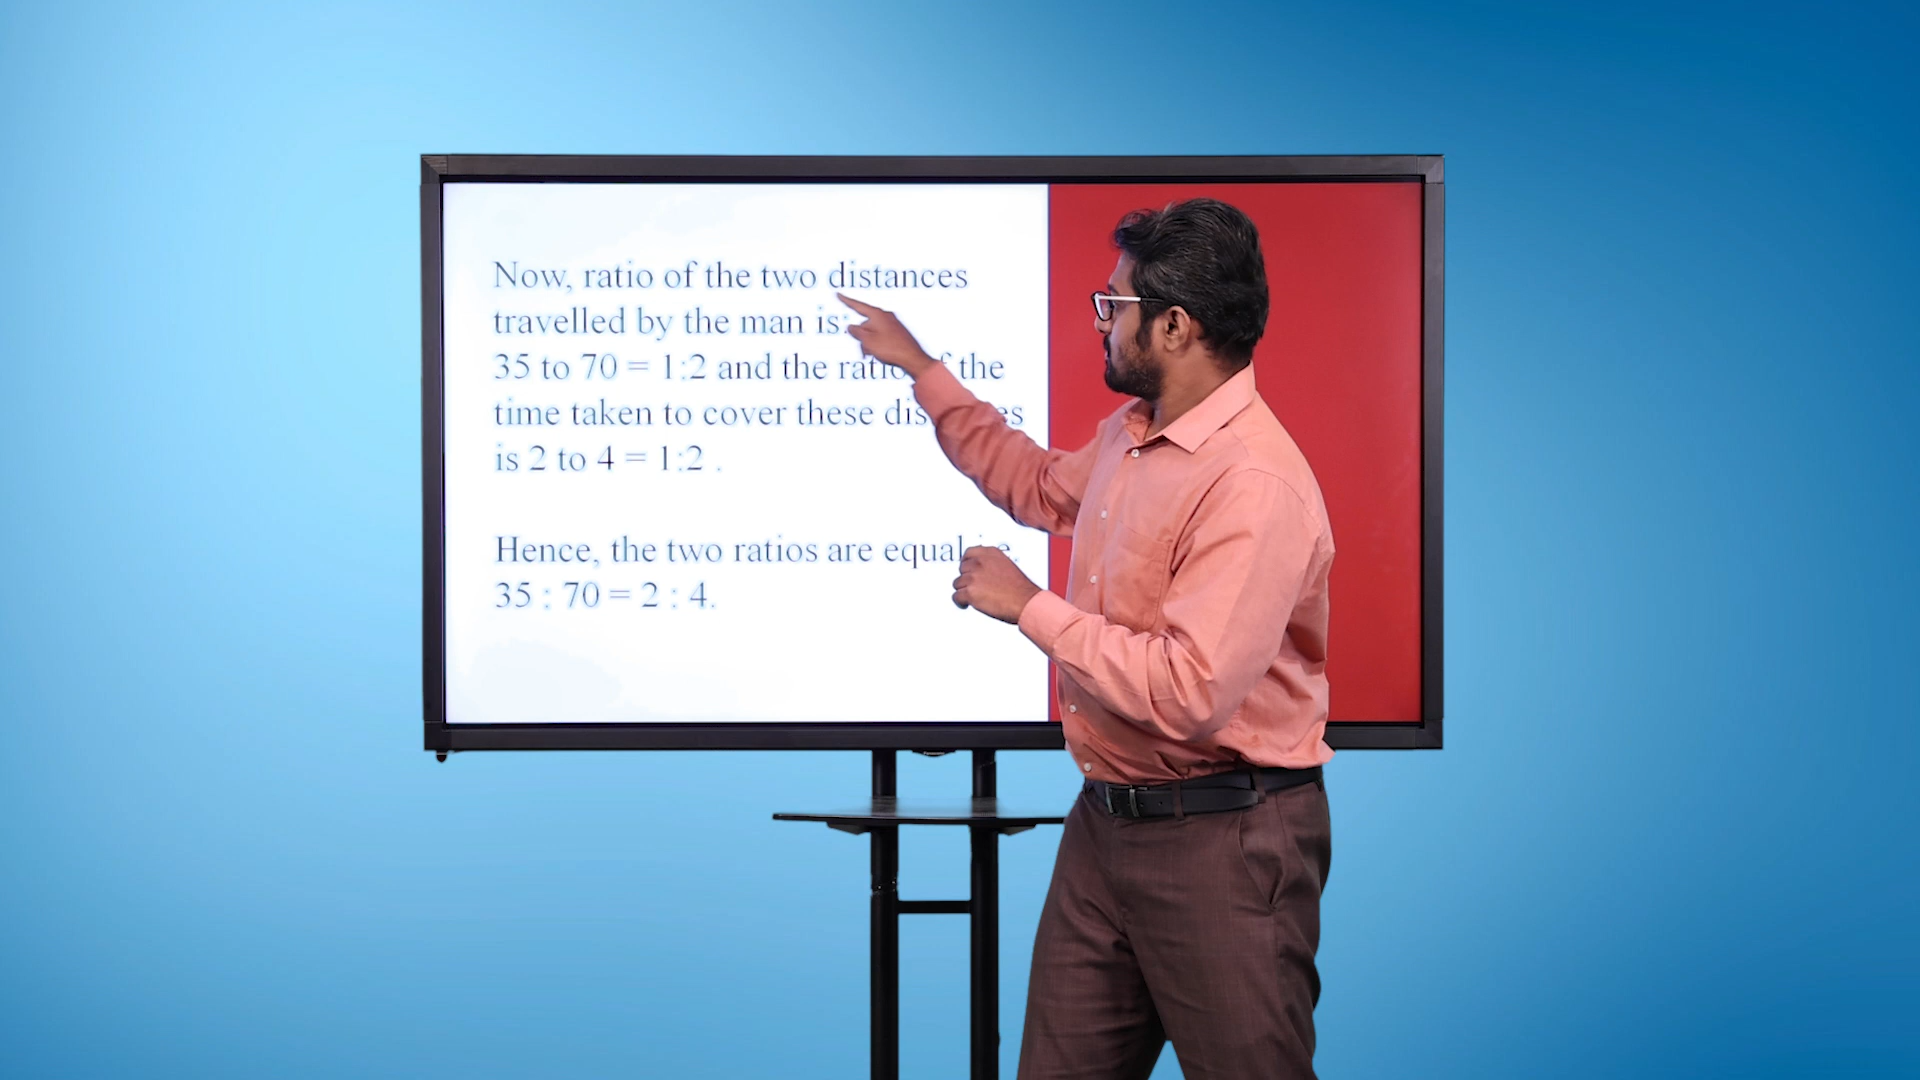 Now, ratio of the two distances
travelled by the man is:
35 to 70 = 1:2 and the the
time taken to cover these
is 2 to 4 = 1:2 .
Hence, the two ratios are equal
35 : 70 = 2 : 4.